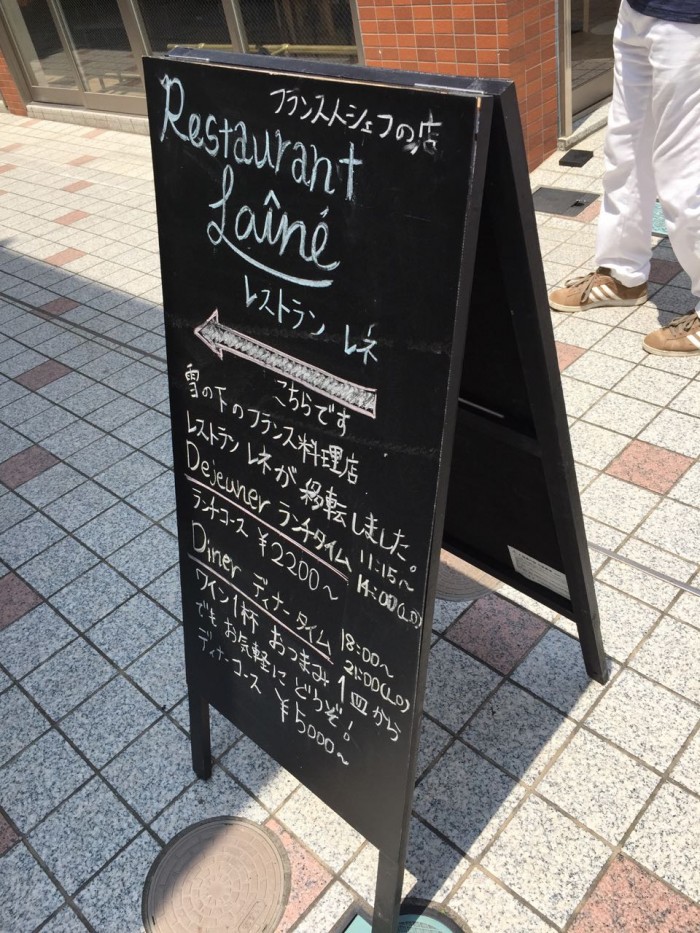 フランス人シェフの店
Restaurant
Laîné
レストラン レネ
こちらです
雪の下のフランス料理店
レストラン レネが移転しました。
Dejeuner ランチタイム 11:15～
ランチコース ¥2200～ 14:00(L.O)
Diner ディナータイム 18:00～
ワイン1杯 おつまみ 1皿から 21:00(L.O)
でもお気軽にどうぞ!
ディナーコース ¥5000～